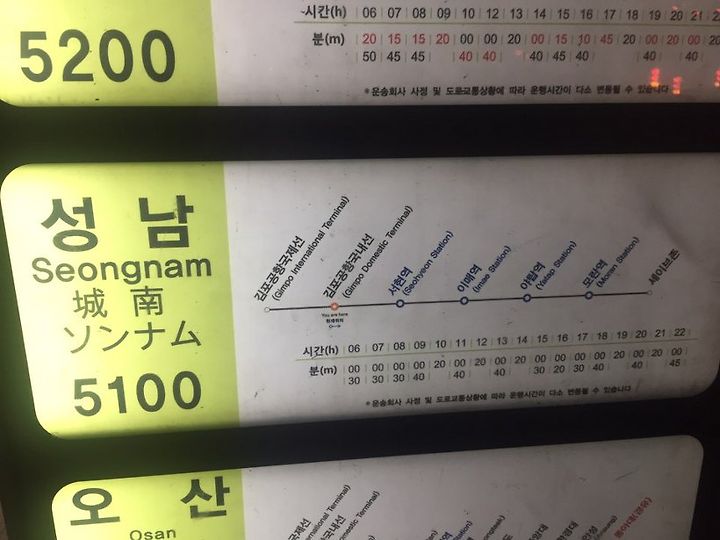 5200
시간(h) 06 07 08 09 10 12 13 14 15 16 17 18 19 20 21
분(m) 20 15 15 20 00 00 20 00 15 10 45 20 00 20 00
50 45 45 40 40 40 45 40 40 40
*운송회사 사정 및 도로교통상황에 따라 운행시간이 다소 변동될 수 있습니다
성 남
Seongnam
城 南
ソンナム
5100
김포공항국제선
(Gimpo International Terminal)
김포공항국내선
(Gimpo Domestic Terminal)
서현역
(Seohyeon Station)
이매역
(Imae Station)
야탑역
(Yatap Station)
모란역
(Moran Station)
세이브존
You are here
현재위치
시간(h) 06 07 08 09 10 11 12 13 14 15 16 17 18 19 20 21 22
분(m) 00 00 00 00 20 00 20 00 20 00 00 00 00 00 20 20 00
30 30 30 40 40 40 30 20 30 40 40 45
*운송회사 사정 및 도로교통상황에 따라 운행시간이 다소 변동될 수 있습니다
오 산
Osan